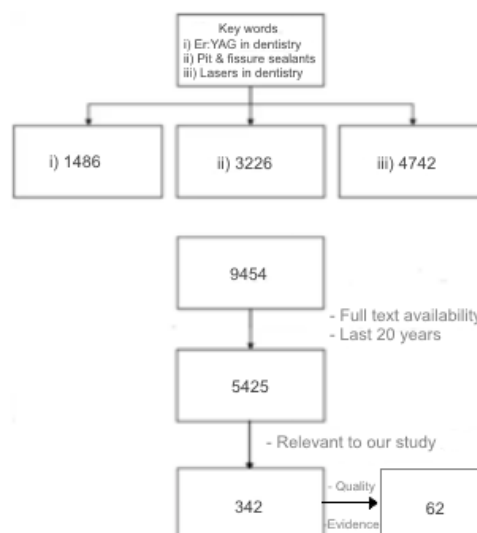 Key words
i) Er:YAG in dentistry
ii) Pit & fissure sealants
iii) Lasers in dentistry
i) 1486
ii) 3226
iii) 4742
9454
- Full text availability
- Last 20 years
5425
- Relevant to our study
342
- Quality
-Evidence
62